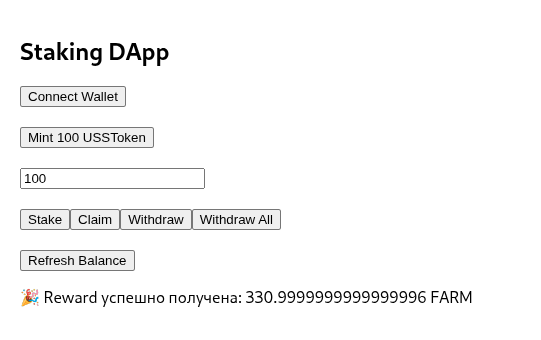 Staking DApp
Connect Wallet
Mint 100 USSToken
100
Stake Claim Withdraw Withdraw All
Refresh Balance
🎉 Reward успешно получена: 330.9999999999999996 FARM